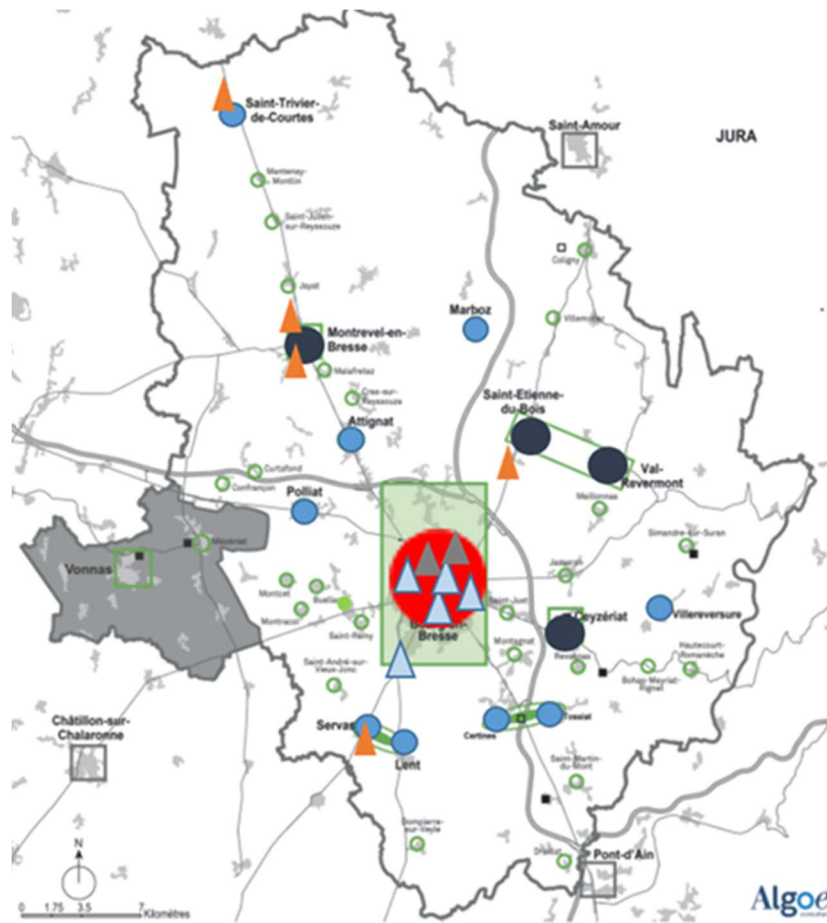 Saint-Trivier-
de-Courtes
Saint-Amour
JURA
Mantenay-
Montlin
Saint-Julien-
sur-Reyssouze
Coligny
Jayat
Marboz
Villemotier
Montrevel-en-
Bresse
Malafretaz
Cras-sur-
Reyssouze
Saint-Etienne-
du-Bois
Attignat
Val-
Revermont
Curtafond
Confrançon
Polliat
Meillonnas
Simandre-sur-Suran
Mézériat
Vonnas
Jasseron
Montcet
Buellas
Montracol
Saint-Just
Ceyzériat
Villereversure
Saint-Rémy
Bresse
Montagnat
Revonnas
Hautecourt-
Romanèche
Bohas-Meyriat-
Rignat
Saint-André-sur-
Vieux-Jonc
Châtillon-sur-
Chalaronne
Servas
Certines
Tossiat
Lent
Saint-Martin-
du-Mont
Dompierre-
sur-Veyle
Druillat
Pont-d'Ain
N
0 1.75 3.5 7
Kilomètres
Algoe